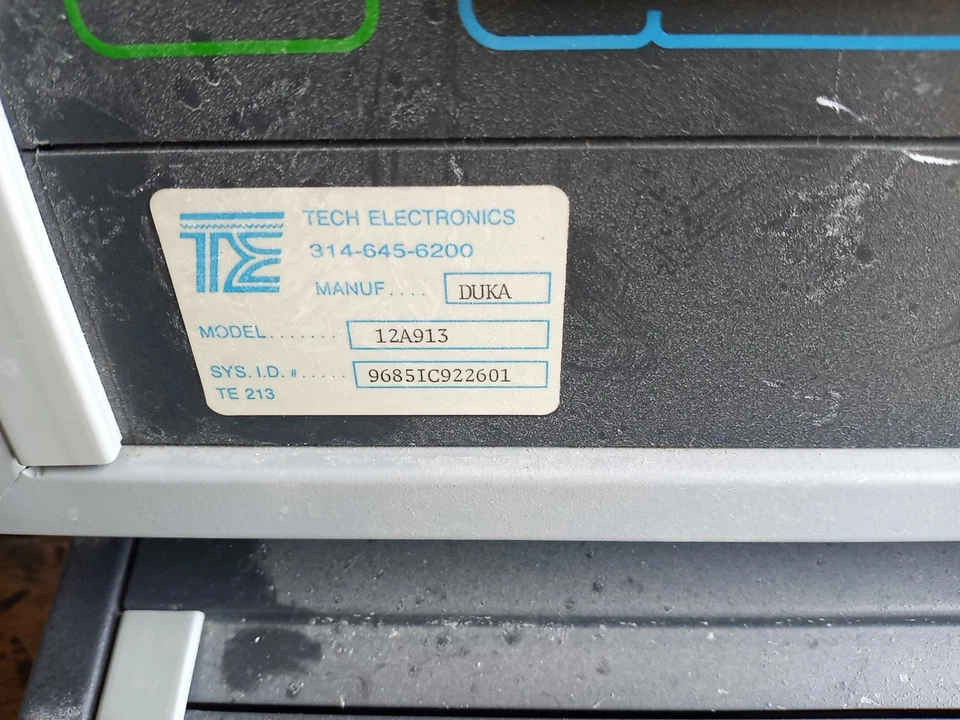 TE
TECH ELECTRONICS
314-645-6200
MANUF.... DUKA
MODEL....... 12A913
SYS. I.D. #..... 9685IC922601
TE 213